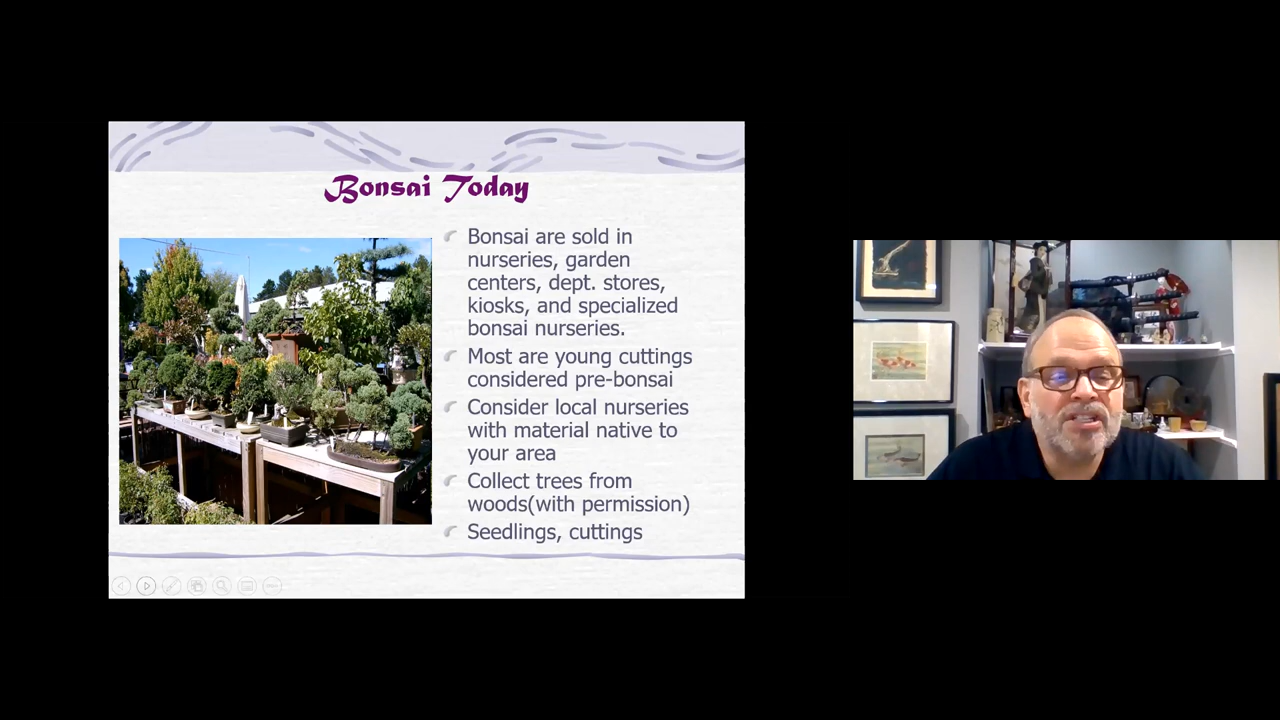 Bonsai Today
Bonsai are sold in
nurseries, garden
centers, dept. stores,
kiosks, and specialized
bonsai nurseries.
Most are young cuttings
considered pre-bonsai
Consider local nurseries
with material native to
your area
Collect trees from
woods(with permission)
Seedlings, cuttings